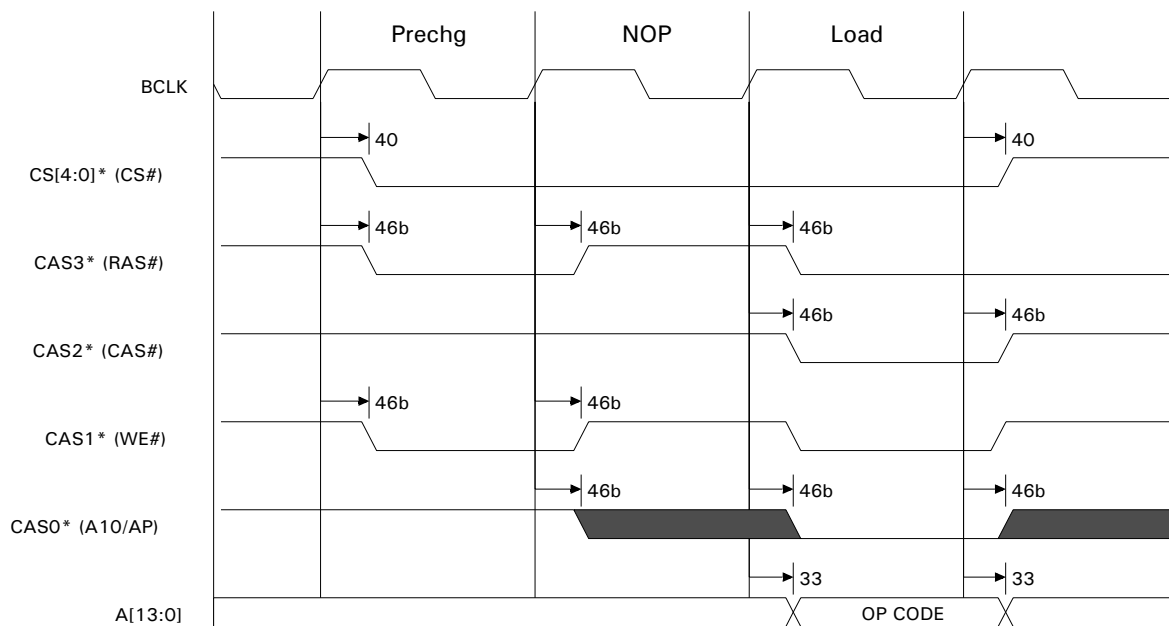 Prechg NOP Load
BCLK
40 40
CS[4:0]* (CS#)
46b 46b 46b
CAS3* (RAS#)
46b 46b
CAS2* (CAS#)
46b 46b
CAS1* (WE#)
46b 46b 46b
CAS0* (A10/AP)
33 33
A[13:0] OP CODE